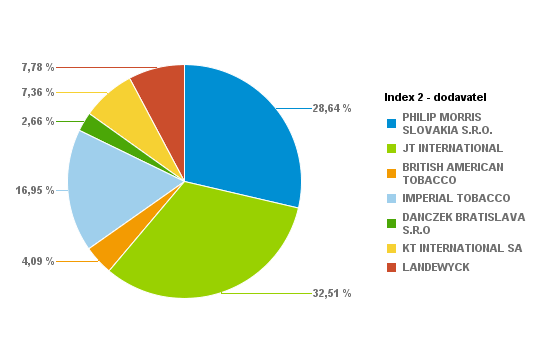 7,78 %
7,36 %
2,66 %
16,95 %
4,09 %
28,64 %
32,51 %
Index 2 - dodavatel
PHILIP MORRIS
SLOVAKIA S.R.O.
JT INTERNATIONAL
BRITISH AMERICAN
TOBACCO
IMPERIAL TOBACCO
DANCZEK BRATISLAVA
S.R.O
KT INTERNATIONAL SA
LANDEWYCK